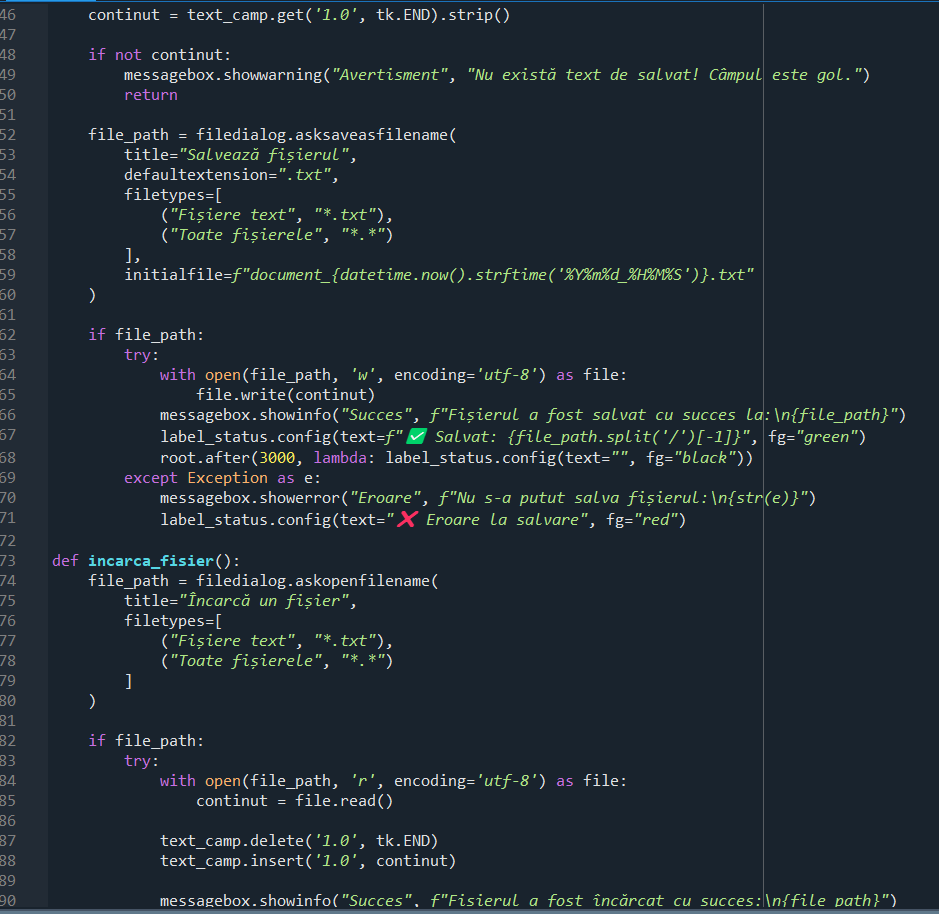 46 continut = text_camp.get('1.0', tk.END).strip()
47
48 if not continut:
49 messagebox.showwarning("Avertisment", "Nu există text de salvat! Câmpul este gol.")
50 return
51
52 file_path = filedialog.asksaveasfilename(
53 title="Salvează fișierul",
54 defaultextension=".txt",
55 filetypes=[
56 ("Fișiere text", "*.txt"),
57 ("Toate fișierele", "*.*")
58 ],
59 initialfile=f"document_{datetime.now().strftime('%Y%m%d_%H%M%S')}.txt"
60 )
61
62 if file_path:
63 try:
64 with open(file_path, 'w', encoding='utf-8') as file:
65 file.write(continut)
66 messagebox.showinfo("Succes", f"Fișierul a fost salvat cu succes la:\n{file_path}")
67 label_status.config(text=f"✅ Salvat: {file_path.split('/')[-1]}", fg="green")
68 root.after(3000, lambda: label_status.config(text="", fg="black"))
69 except Exception as e:
70 messagebox.showerror("Eroare", f"Nu s-a putut salva fișierul:\n{str(e)}")
71 label_status.config(text="❌ Eroare la salvare", fg="red")
72
73 def incarca_fisier():
74 file_path = filedialog.askopenfilename(
75 title="Încarcă un fișier",
76 filetypes=[
77 ("Fișiere text", "*.txt"),
78 ("Toate fișierele", "*.*")
79 ]
80 )
81
82 if file_path:
83 try:
84 with open(file_path, 'r', encoding='utf-8') as file:
85 continut = file.read()
86
87 text_camp.delete('1.0', tk.END)
88 text_camp.insert('1.0', continut)
89
90 messagebox.showinfo("Succes", f"Fișierul a fost încărcat cu succes:\n{file_path}")